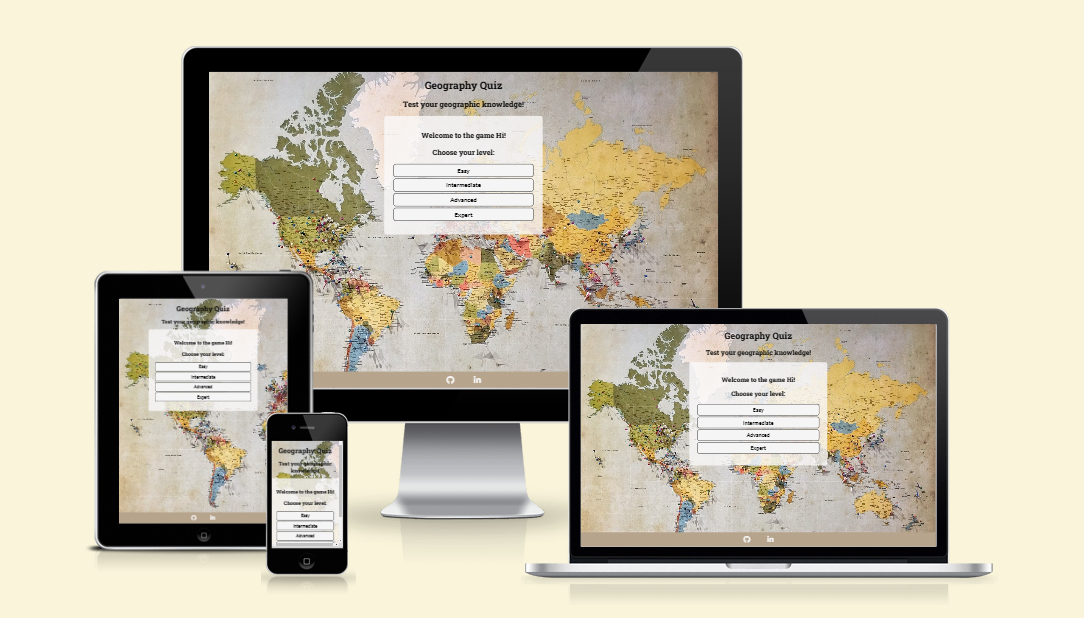 Geography Quiz
Test your geographic knowledge!
Welcome to the game Hi!
Choose your level:
Easy
Intermediate
Advanced
Expert
in
Geography Quiz
Test your geographic knowledge!
Welcome to the game Hi!
Choose your level:
Easy
Intermediate
Advanced
Expert
in
Geography Quiz
Test your geographic
knowledge!
Welcome to the game Hi!
Choose your level:
Easy
Intermediate
Advanced
Geography Quiz
Test your geographic knowledge!
Welcome to the game Hi!
Choose your level:
Easy
Intermediate
Advanced
Expert
in